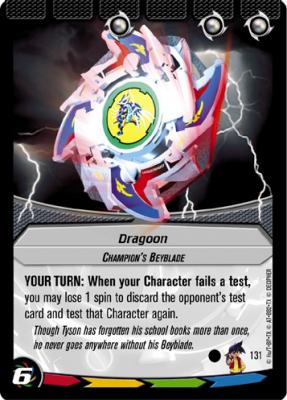 Dragoon
CHAMPION'S BEYBLADE
YOUR TURN: When your Character fails a test,
you may lose 1 spin to discard the opponent's test
card and test that Character again.
Though Tyson has forgotten his school books more than once,
he never goes anywhere without his Beyblade.
131
6